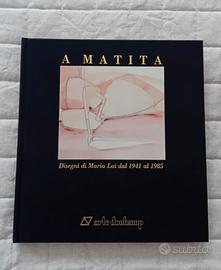 A MATITA
Disegni di Maria Lai dal 1941 al 1985
arte duchamp
subito